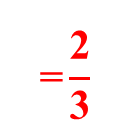 = 2/3